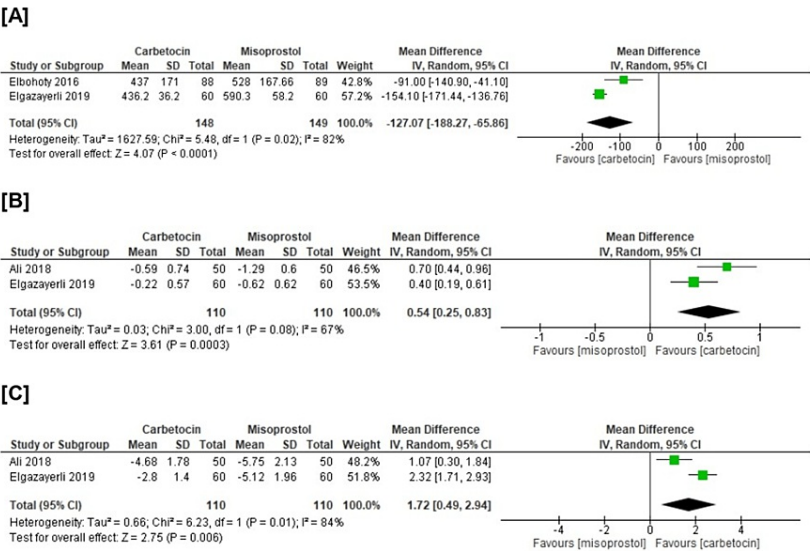 [A]
Carbetocin Misoprostol Mean Difference Mean Difference
Study or Subgroup Mean SD Total Mean SD Total Weight IV, Random, 95% CI IV, Random, 95% CI
Elbohoty 2016 437 171 88 528 167.66 89 42.8% -91.00 [-140.90, -41.10]
Elgazayerli 2019 436.2 36.2 60 590.3 58.2 60 57.2% -154.10 [-171.44, -136.76]
Total (95% CI) 148 149 100.0% -127.07 [-188.27, -65.86]
Heterogeneity: Tau² = 1627.59; Chi² = 5.48, df = 1 (P = 0.02); I² = 82%
Test for overall effect: Z = 4.07 (P < 0.0001)
-200 -100 0 100 200
Favours [carbetocin] Favours [misoprostol]
[B]
Carbetocin Misoprostol Mean Difference Mean Difference
Study or Subgroup Mean SD Total Mean SD Total Weight IV, Random, 95% CI IV, Random, 95% CI
Ali 2018 -0.59 0.74 50 -1.29 0.6 50 46.5% 0.70 [0.44, 0.96]
Elgazayerli 2019 -0.22 0.57 60 -0.62 0.62 60 53.5% 0.40 [0.19, 0.61]
Total (95% CI) 110 110 100.0% 0.54 [0.25, 0.83]
Heterogeneity: Tau² = 0.03; Chi² = 3.00, df = 1 (P = 0.08); I² = 67%
Test for overall effect: Z = 3.61 (P = 0.0003)
-1 -0.5 0 0.5 1
Favours [misoprostol] Favours [carbetocin]
[C]
Carbetocin Misoprostol Mean Difference Mean Difference
Study or Subgroup Mean SD Total Mean SD Total Weight IV, Random, 95% CI IV, Random, 95% CI
Ali 2018 -4.68 1.78 50 -5.75 2.13 50 48.2% 1.07 [0.30, 1.84]
Elgazayerli 2019 -2.8 1.4 60 -5.12 1.96 60 51.8% 2.32 [1.71, 2.93]
Total (95% CI) 110 110 100.0% 1.72 [0.49, 2.94]
Heterogeneity: Tau² = 0.66; Chi² = 6.23, df = 1 (P = 0.01); I² = 84%
Test for overall effect: Z = 2.75 (P = 0.006)
-4 -2 0 2 4
Favours [misoprostol] Favours [carbetocin]